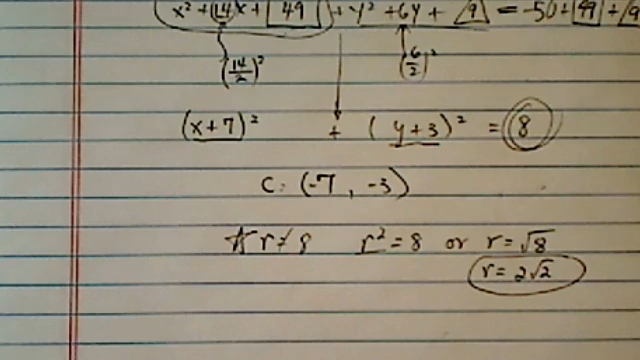 x² + 14x + 49 + y² + 6y + 9 = -50 + 49 + 9
(14/2)² (6/2)²
(x+7)² + (y+3)² = 8
C: (-7, -3)
☆ r ≠ 8 r² = 8 or r = √8
r = 2√2